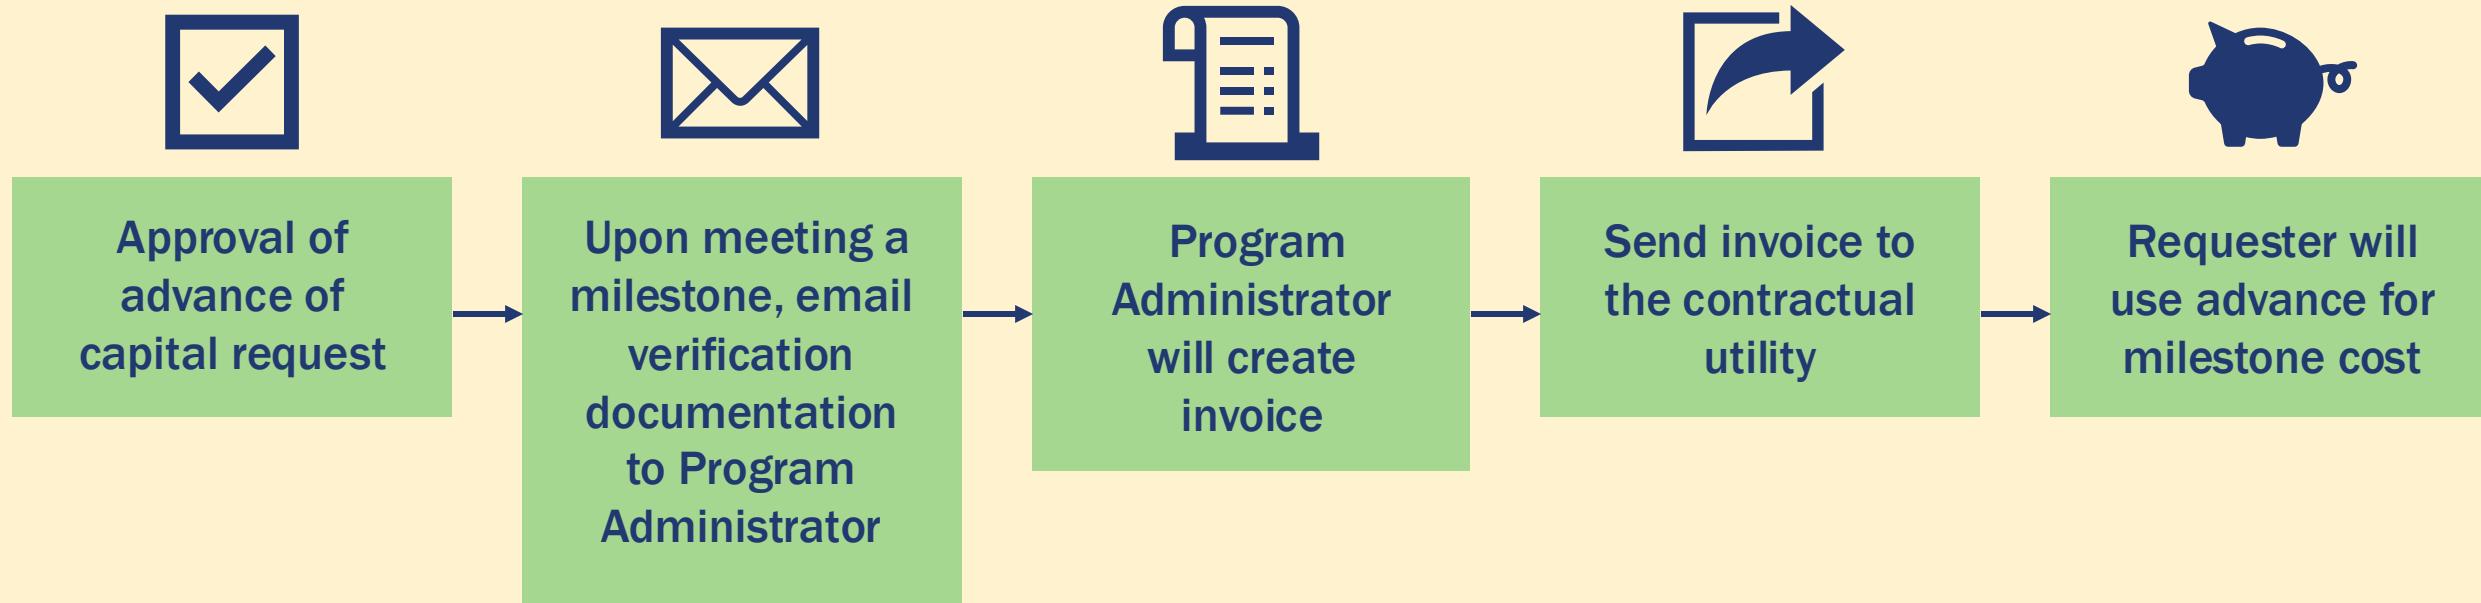 Approval of
advance of
capital request
Upon meeting a
milestone, email
verification
documentation
to Program
Administrator
Program
Administrator
will create
invoice
Send invoice to
the contractual
utility
Requester will
use advance for
milestone cost